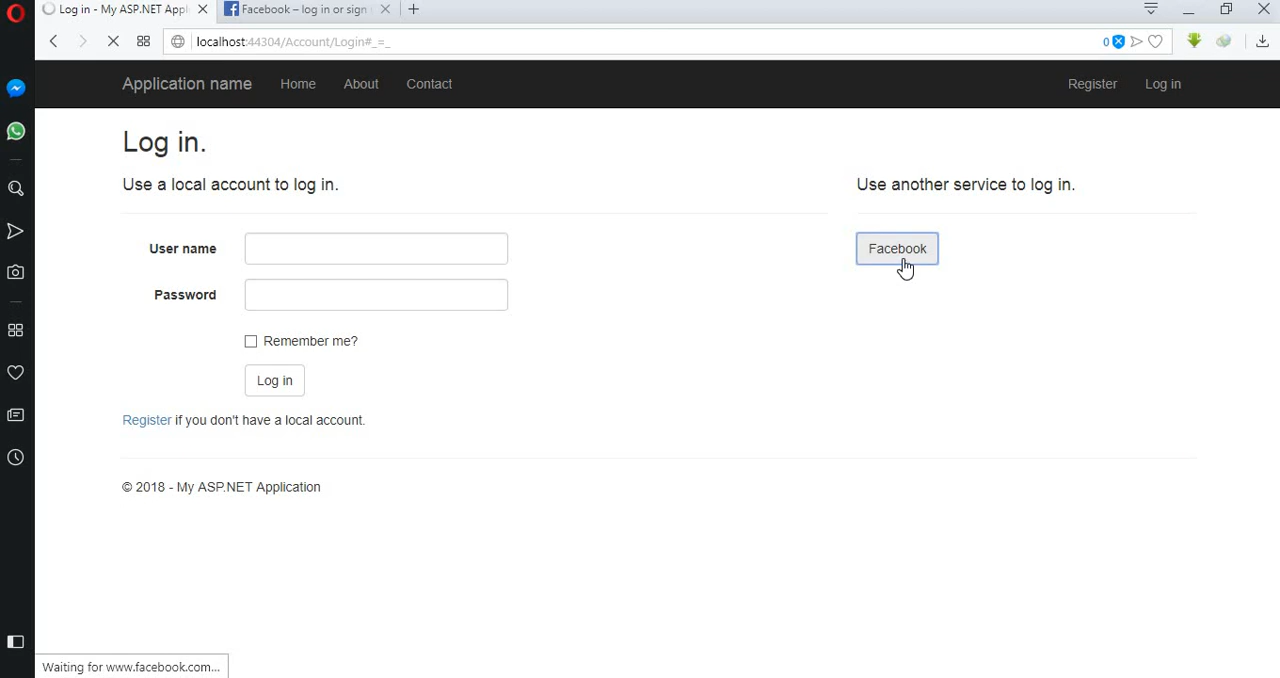 Log in - My ASP.NET Appl
Facebook – log in or sign
localhost:44304/Account/Login#_=_
0
Application name
Home
About
Contact
Register
Log in
Log in.
Use a local account to log in.
Use another service to log in.
User name
Facebook
Password
Remember me?
Log in
Register if you don't have a local account.
© 2018 - My ASP.NET Application
Waiting for www.facebook.com...